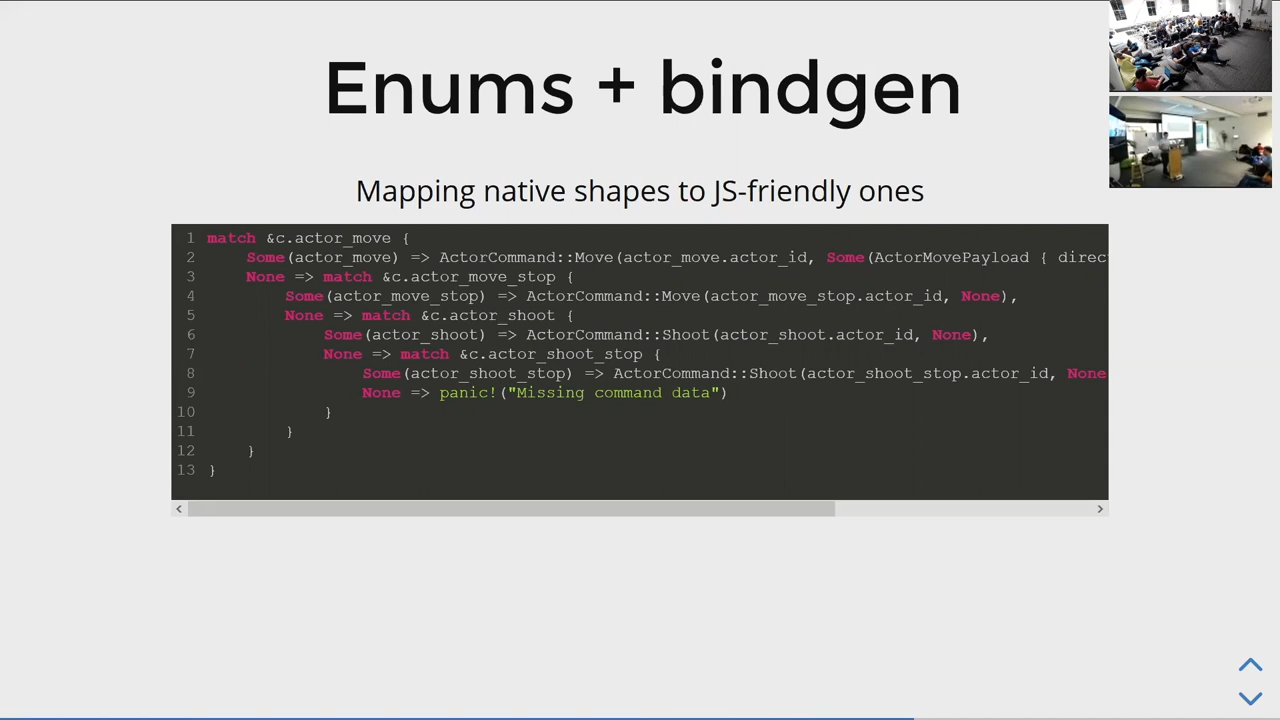 Enums + bindgen
Mapping native shapes to JS-friendly ones
1 match &c.actor_move {
2 Some(actor_move) => ActorCommand::Move(actor_move.actor_id, Some(ActorMovePayload { direc
3 None => match &c.actor_move_stop {
4 Some(actor_move_stop) => ActorCommand::Move(actor_move_stop.actor_id, None),
5 None => match &c.actor_shoot {
6 Some(actor_shoot) => ActorCommand::Shoot(actor_shoot.actor_id, None),
7 None => match &c.actor_shoot_stop {
8 Some(actor_shoot_stop) => ActorCommand::Shoot(actor_shoot_stop.actor_id, None
9 None => panic!("Missing command data")
10 }
11 }
12 }
13 }